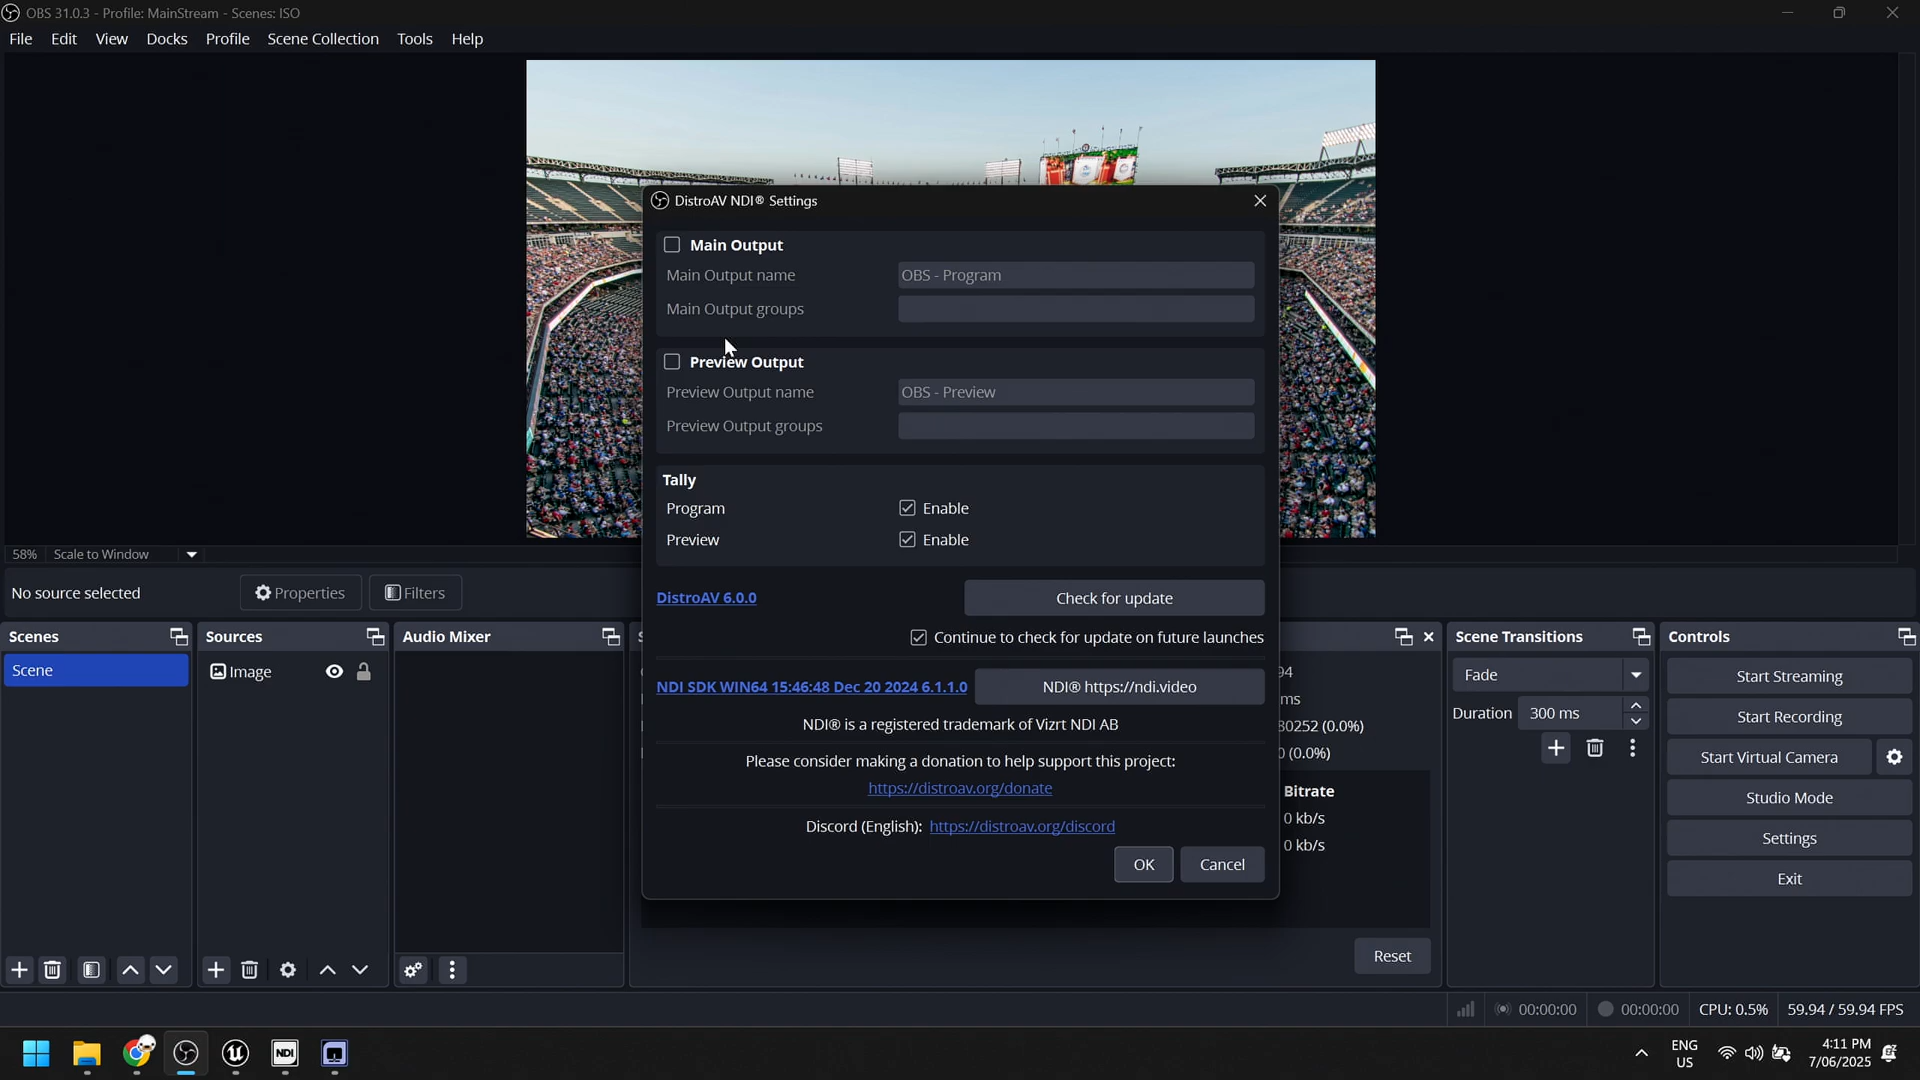 OBS 31.0.3 - Profile: MainStream - Scenes: ISO
File Edit View Docks Profile Scene Collection Tools Help
DistroAV NDI® Settings
Main Output
Main Output name OBS - Program
Main Output groups
Preview Output
Preview Output name OBS - Preview
Preview Output groups
Tally
Program Enable
Preview Enable
DistroAV 6.0.0 Check for update
Continue to check for update on future launches
NDI SDK WIN64 15:46:48 Dec 20 2024 6.1.1.0 NDI® https://ndi.video
NDI® is a registered trademark of Vizrt NDI AB
Please consider making a donation to help support this project:
https://distroav.org/donate
Discord (English): https://distroav.org/discord
OK Cancel
58% Scale to Window
No source selected Properties Filters
Scenes
Scene
Sources
Image
Audio Mixer
ms
80252 (0.0%)
(0.0%)
Bitrate
0 kb/s
0 kb/s
Reset
Scene Transitions
Fade
Duration 300 ms
Controls
Start Streaming
Start Recording
Start Virtual Camera
Studio Mode
Settings
Exit
00:00:00 00:00:00 CPU: 0.5% 59.94 / 59.94 FPS
NDI
ENG
US
4:11 PM
7/06/2025